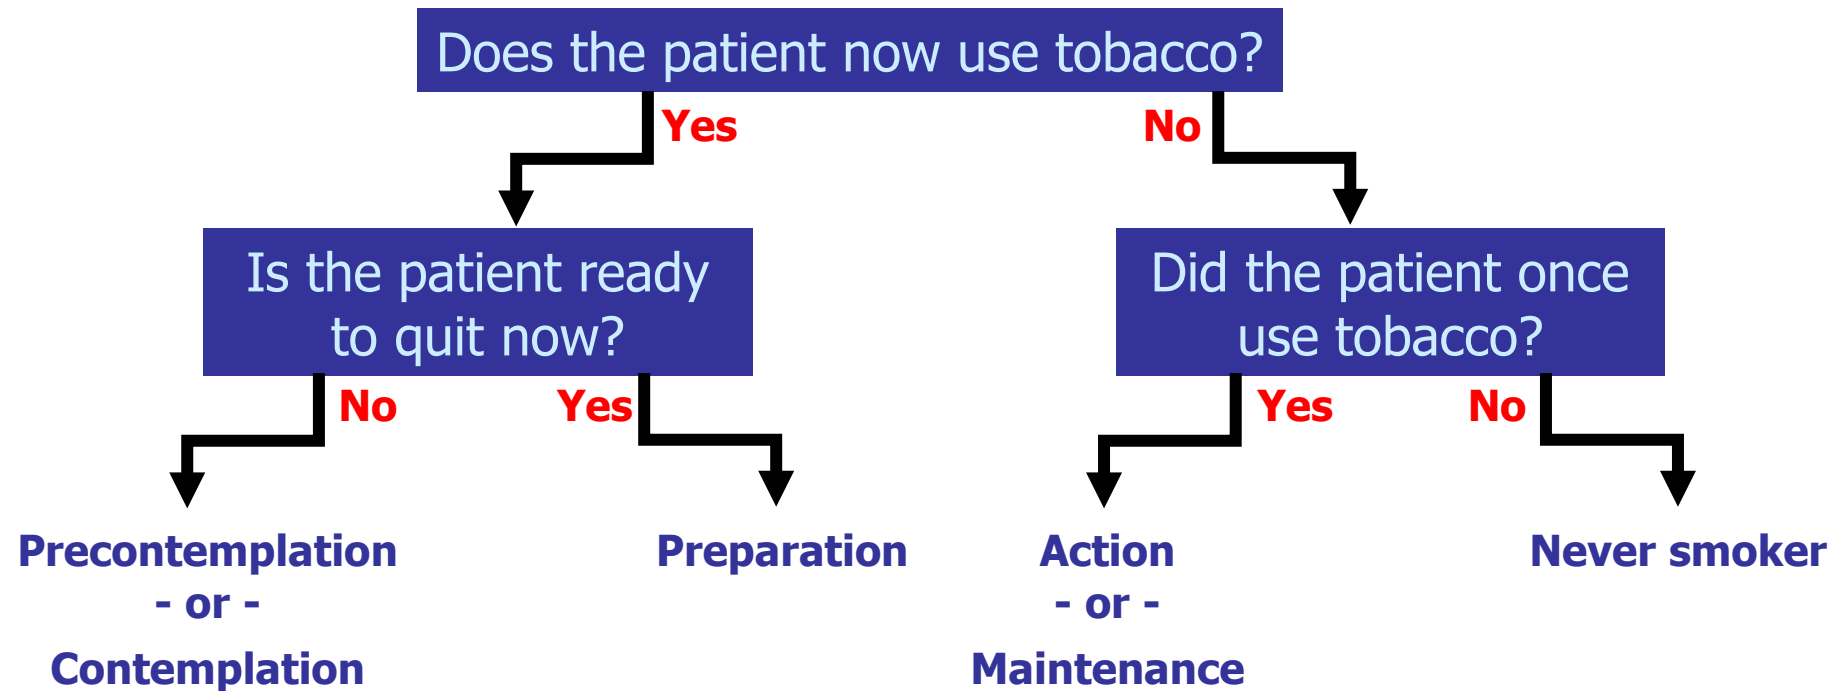 Does the patient now use tobacco?
Yes
No
Is the patient ready
to quit now?
Did the patient once
use tobacco?
No
Yes
Yes
No
Precontemplation
- or -
Contemplation
Preparation
Action
- or -
Maintenance
Never smoker